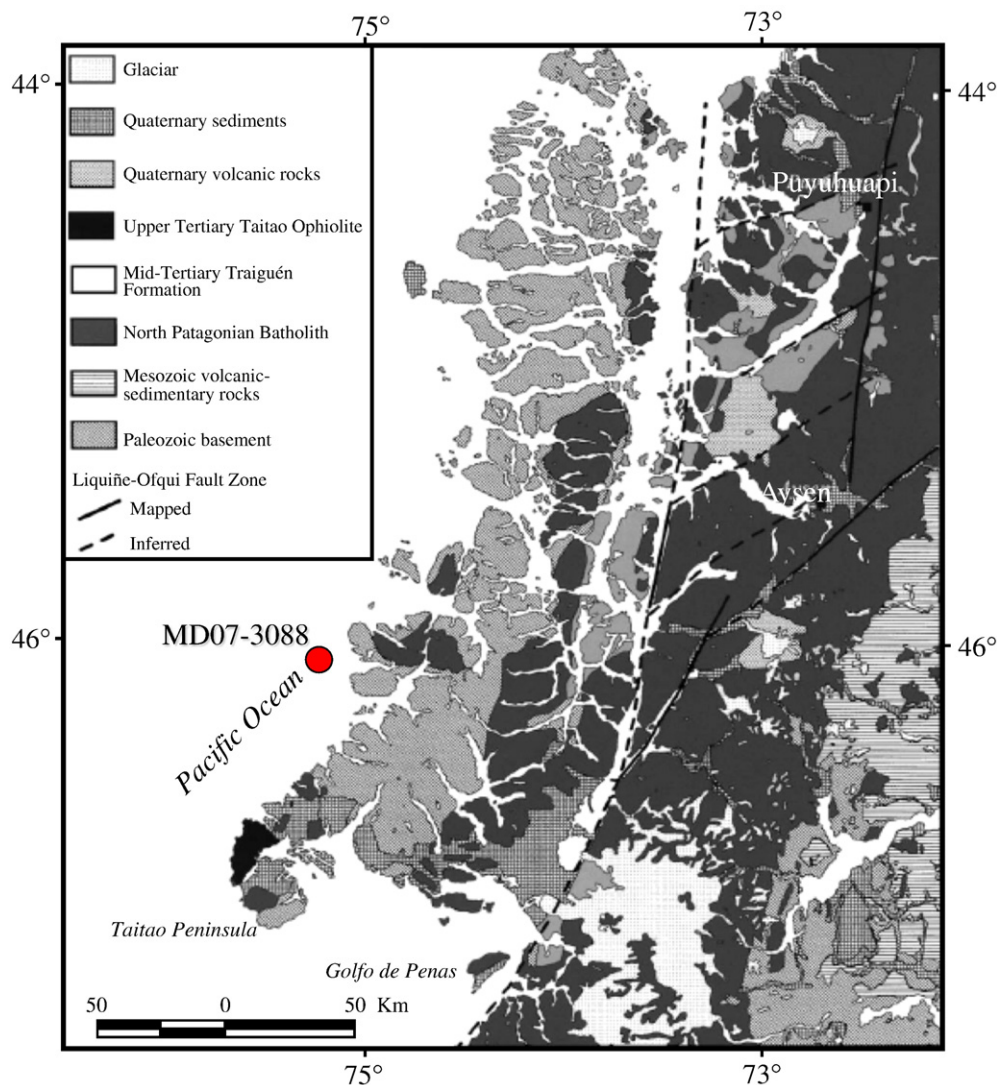 75°
73°
44°
44°
Glaciar
Quaternary sediments
Quaternary volcanic rocks
Upper Tertiary Taitao Ophiolite
Mid-Tertiary Traiguén
Formation
North Patagonian Batholith
Mesozoic volcanic-
sedimentary rocks
Paleozoic basement
Liquiñe-Ofqui Fault Zone
Mapped
Inferred
Puyuhuapi
Aysen
46°
46°
MD07-3088
Pacific Ocean
Taitao Peninsula
Golfo de Penas
50 0 50 Km
75°
73°